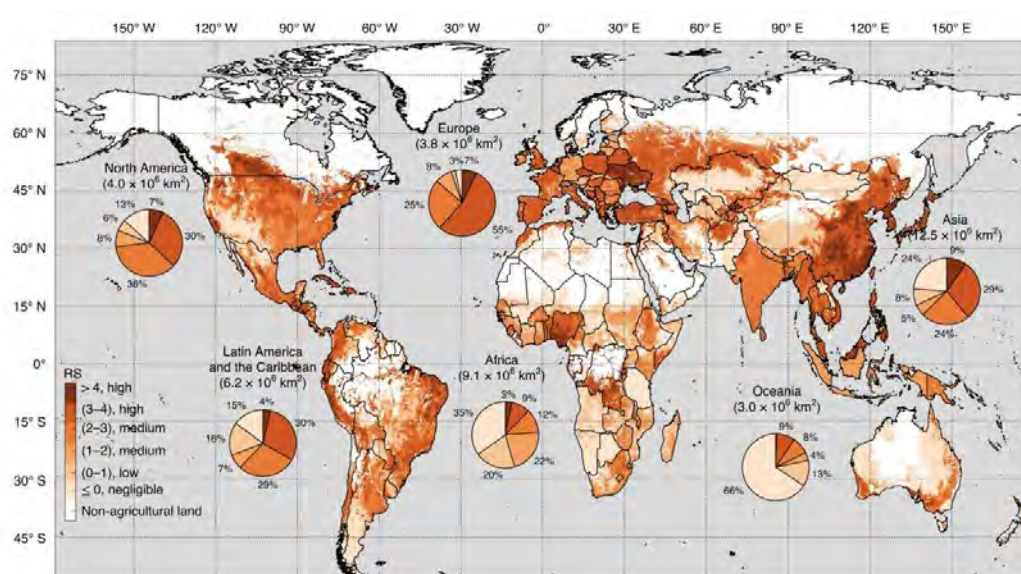 150° W 120° W 90° W 60° W 30° W 0° 30° E 60° E 90° E 120° E 150° E
75° N
60° N
45° N
30° N
15° N
0°
15° S
30° S
45° S
North America
(4.0 × 10⁶ km²)
13% 7%
6%
8%
30%
36%
Europe
(3.8 × 10⁶ km²)
8% 3% 7%
25%
55%
Asia
(12.5 × 10⁶ km²)
24% 9%
29%
8%
5%
24%
Latin America
and the Caribbean
(6.2 × 10⁶ km²)
15% 4%
30%
16%
7%
29%
Africa
(9.1 × 10⁶ km²)
35% 3% 9%
12%
22%
20%
Oceania
(3.0 × 10⁶ km²)
9%
8%
4%
13%
66%
RS
> 4, high
(3–4), high
(2–3), medium
(1–2), medium
(0–1), low
≤ 0, negligible
Non-agricultural land